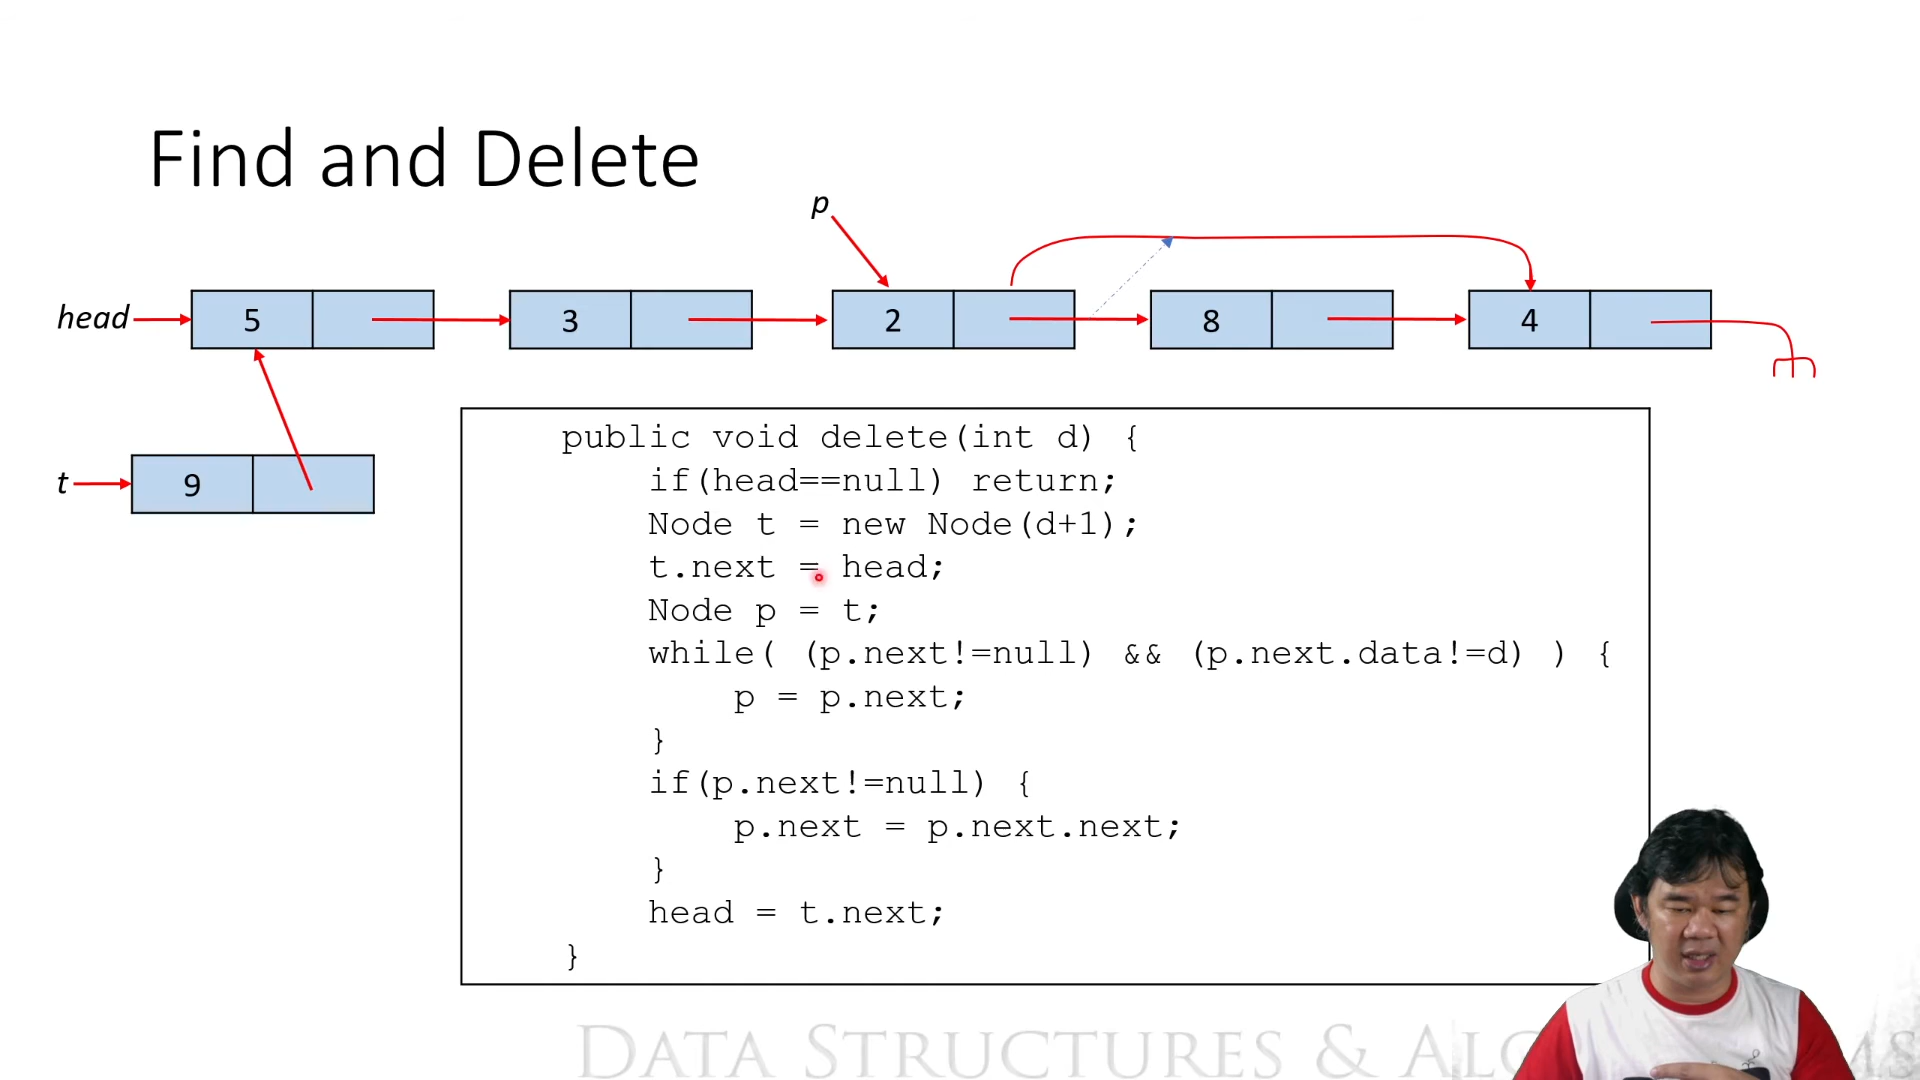 Find and Delete
p
head 5 3 2 8 4
t 9
public void delete(int d) {
if(head==null) return;
Node t = new Node(d+1);
t.next = head;
Node p = t;
while( (p.next!=null) && (p.next.data!=d) ) {
p = p.next;
}
if(p.next!=null) {
p.next = p.next.next;
}
head = t.next;
}
DATA STRUCTURES &